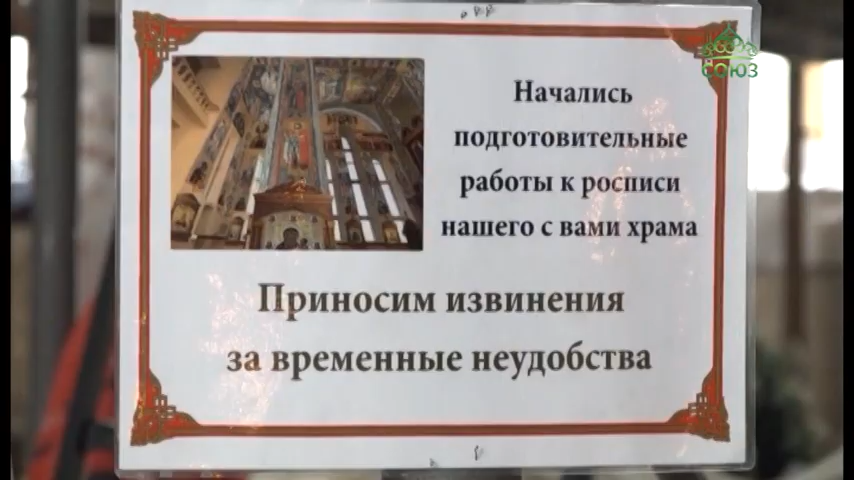 СОЮЗ
Начались
подготовительные
работы к росписи
нашего с вами храма
Приносим извинения
за временные неудобства